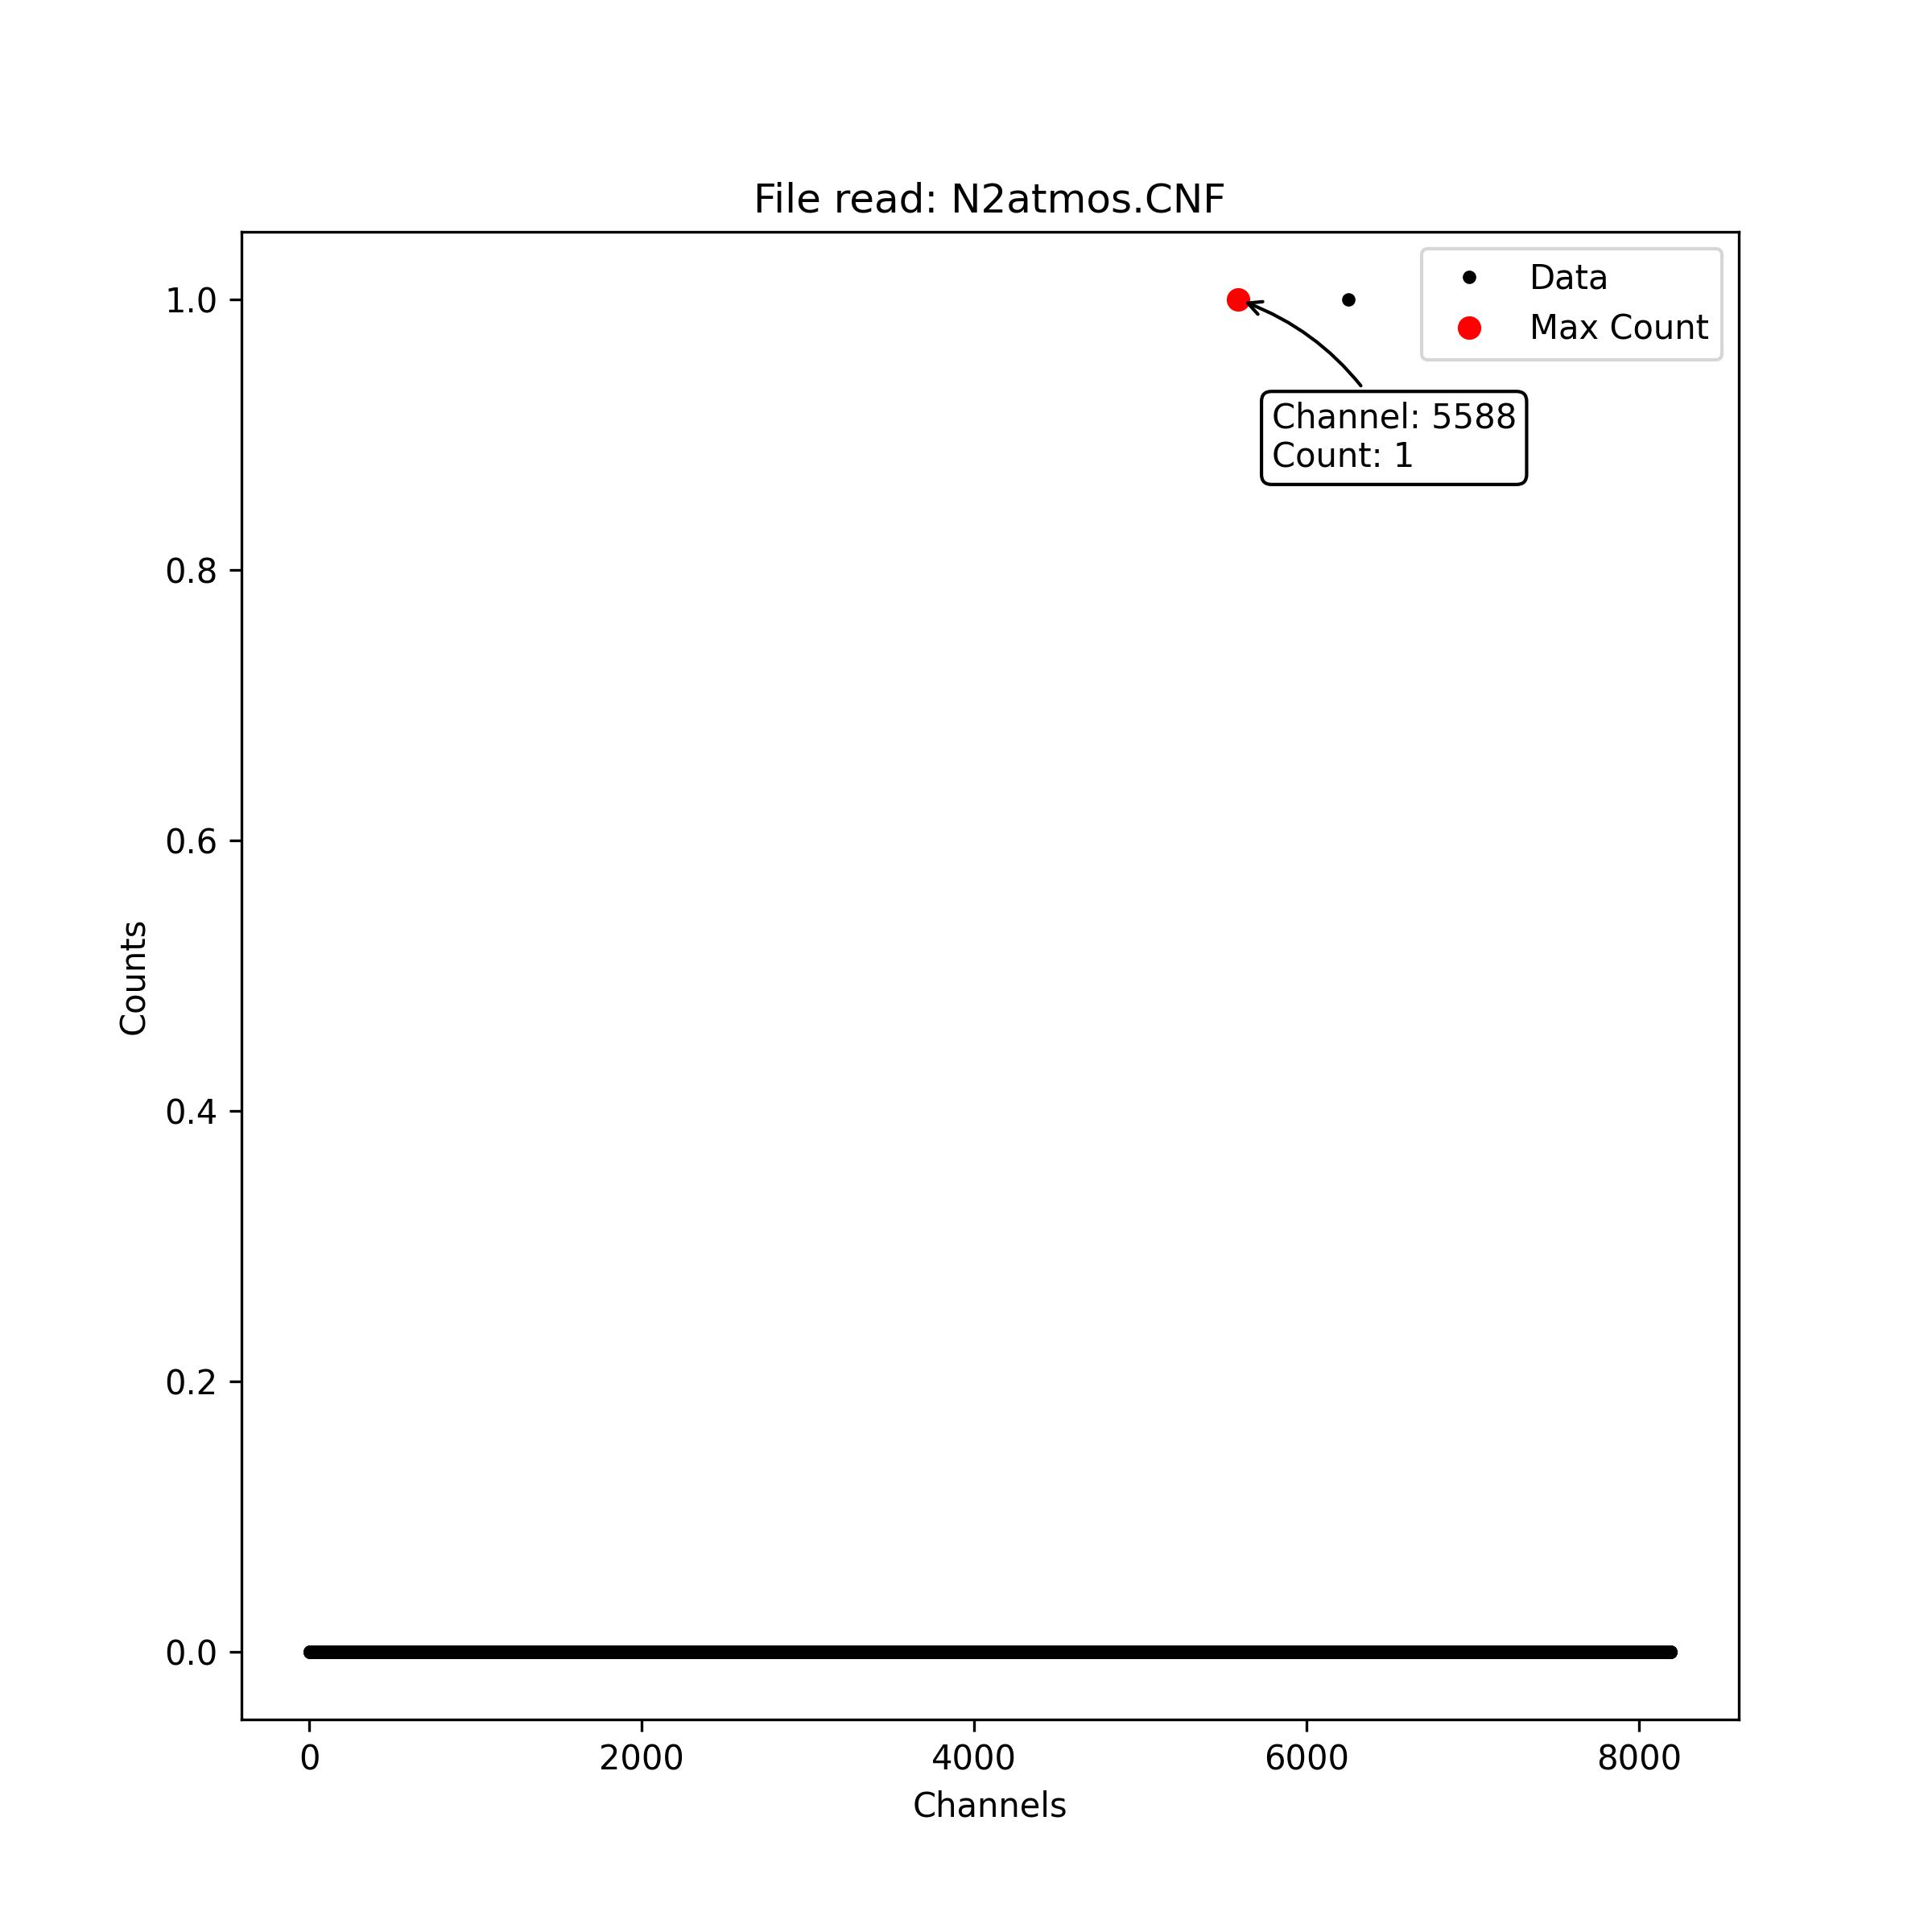 File read: N2atmos.CNF
Data
Max Count
Channel: 5588
Count: 1
1.0
0.8
0.6
0.4
0.2
0.0
Counts
0
2000
4000
6000
8000
Channels